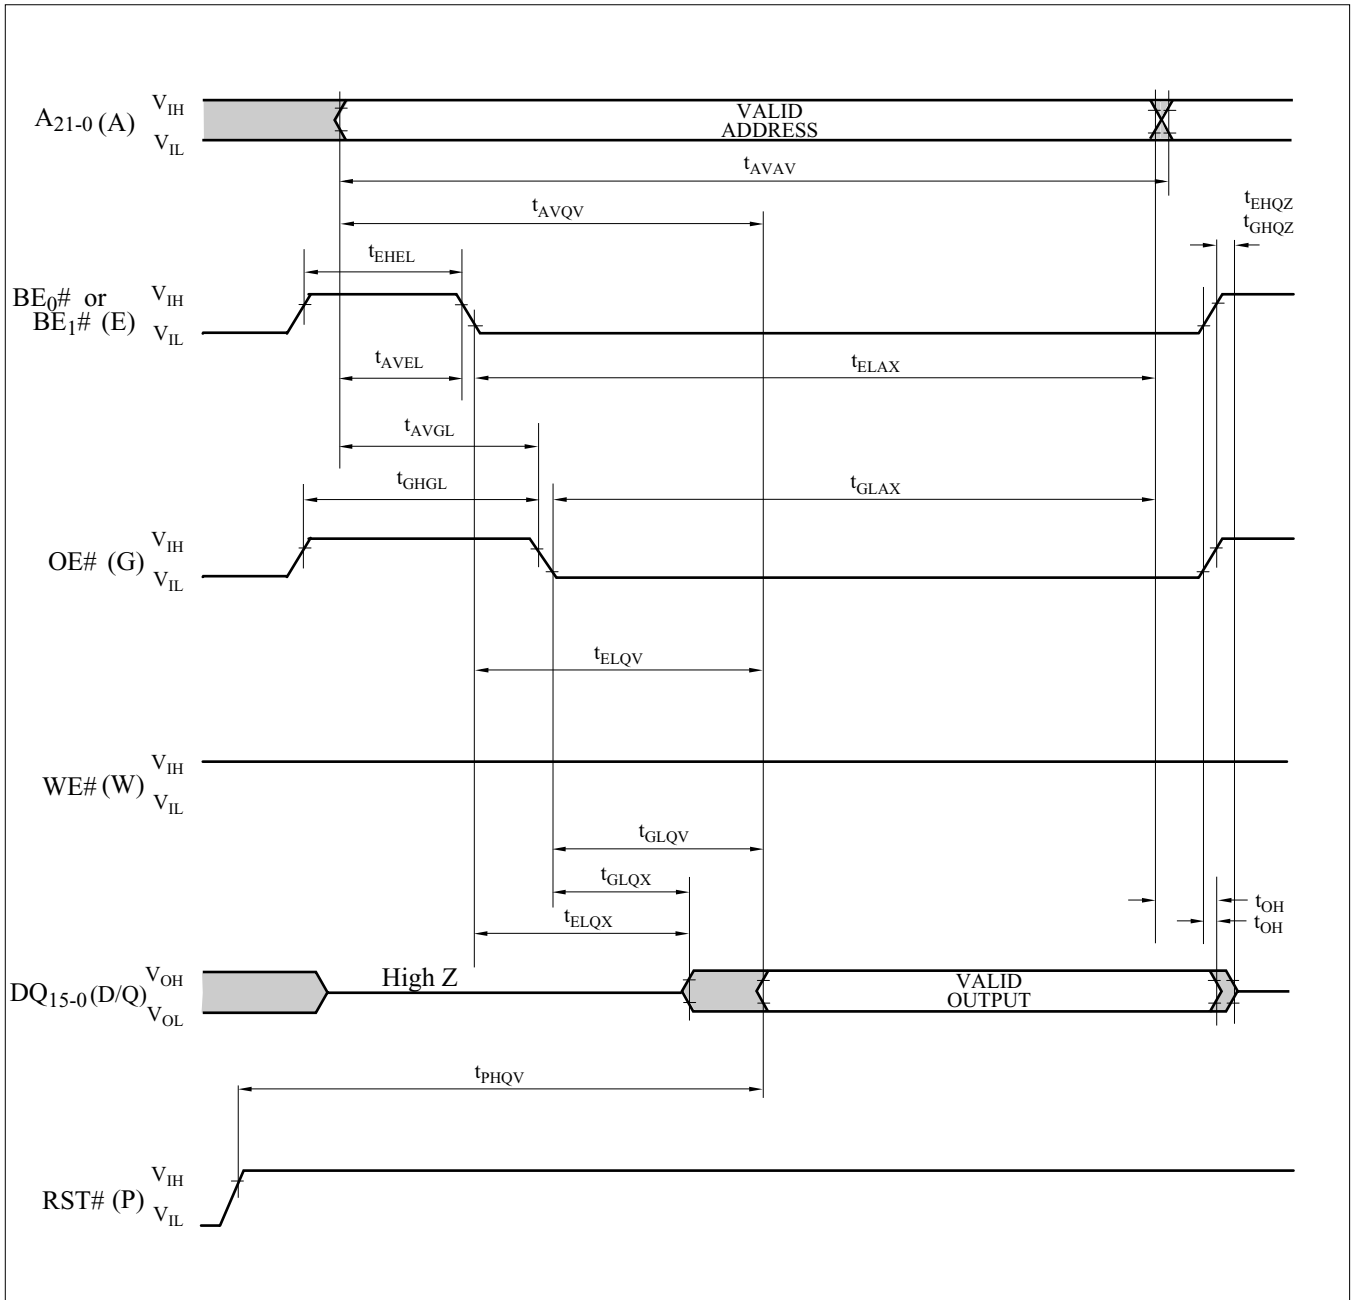 A21-0 (A)
VIH
VIL
VALID
ADDRESS
tAVAV
tAVQV
tEHQZ
tGHQZ
tEHEL
BE0# or
BE1# (E)
VIH
VIL
tAVEL
tELAX
tAVGL
tGHGL
tGLAX
OE# (G)
VIH
VIL
tELQV
WE# (W)
VIH
VIL
tGLQV
tGLQX
tELQX
tOH
tOH
DQ15-0 (D/Q)
VOH
VOL
High Z
VALID
OUTPUT
tPHQV
RST# (P)
VIH
VIL